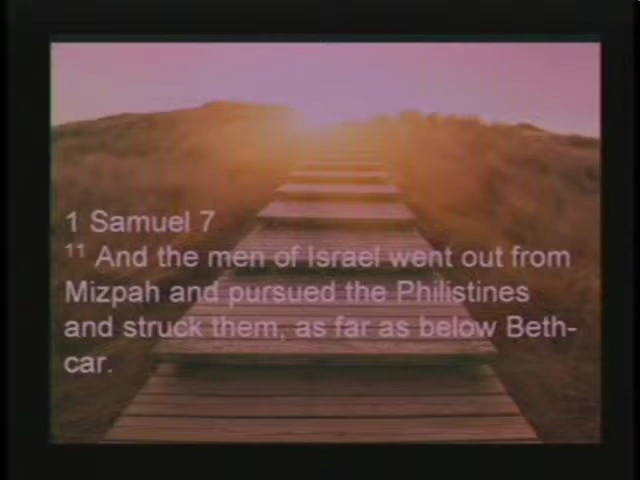 1 Samuel 7
11 And the men of Israel went out from
Mizpah and pursued the Philistines
and struck them, as far as below Beth-
car.